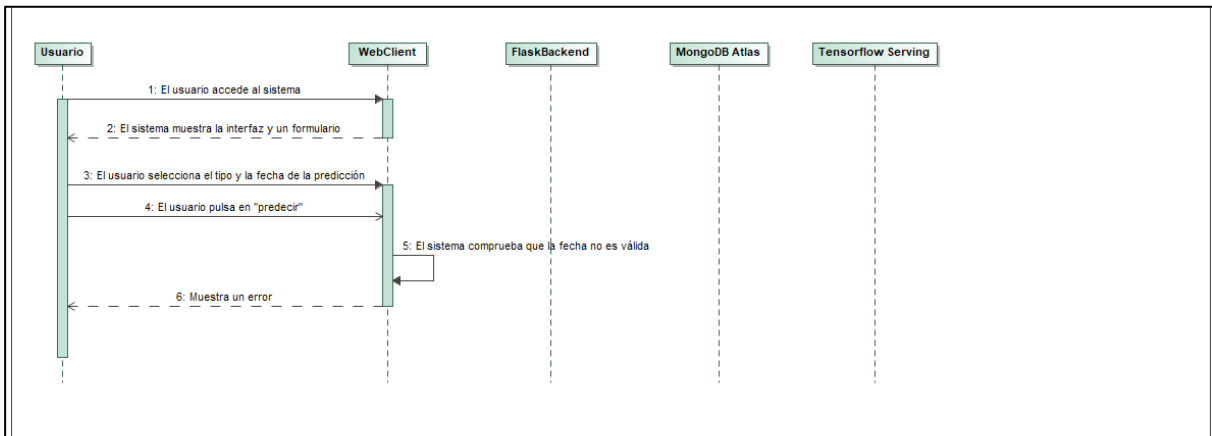 Usuario
WebClient
FlaskBackend
MongoDB Atlas
Tensorflow Serving
1: El usuario accede al sistema
2: El sistema muestra la interfaz y un formulario
3: El usuario selecciona el tipo y la fecha de la predicción
4: El usuario pulsa en "predecir"
5: El sistema comprueba que la fecha no es válida
6: Muestra un error